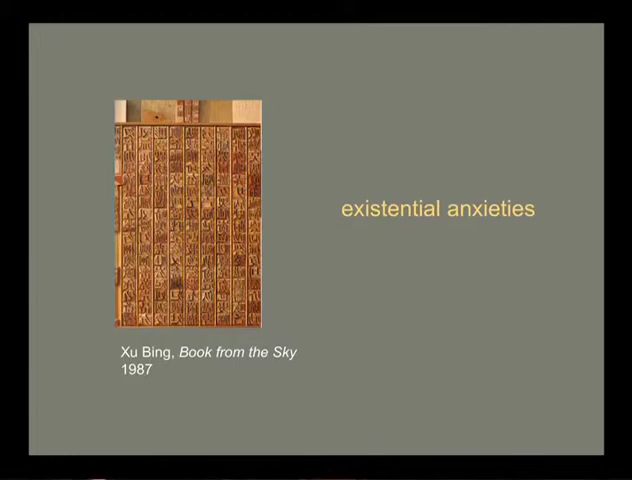 existential anxieties
Xu Bing, Book from the Sky
1987